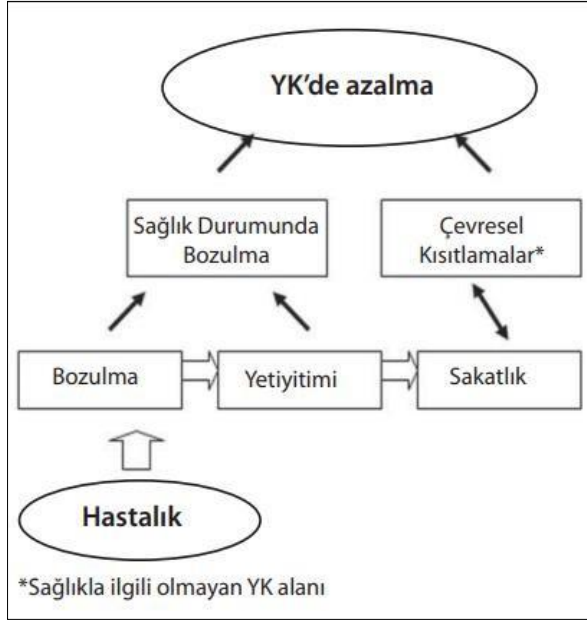 YK’de azalma
Sağlık Durumunda
Bozulma
Çevresel
Kısıtlamalar*
Bozulma
Yetiyitimi
Sakatlık
Hastalık
*Sağlıkla ilgili olmayan YK alanı